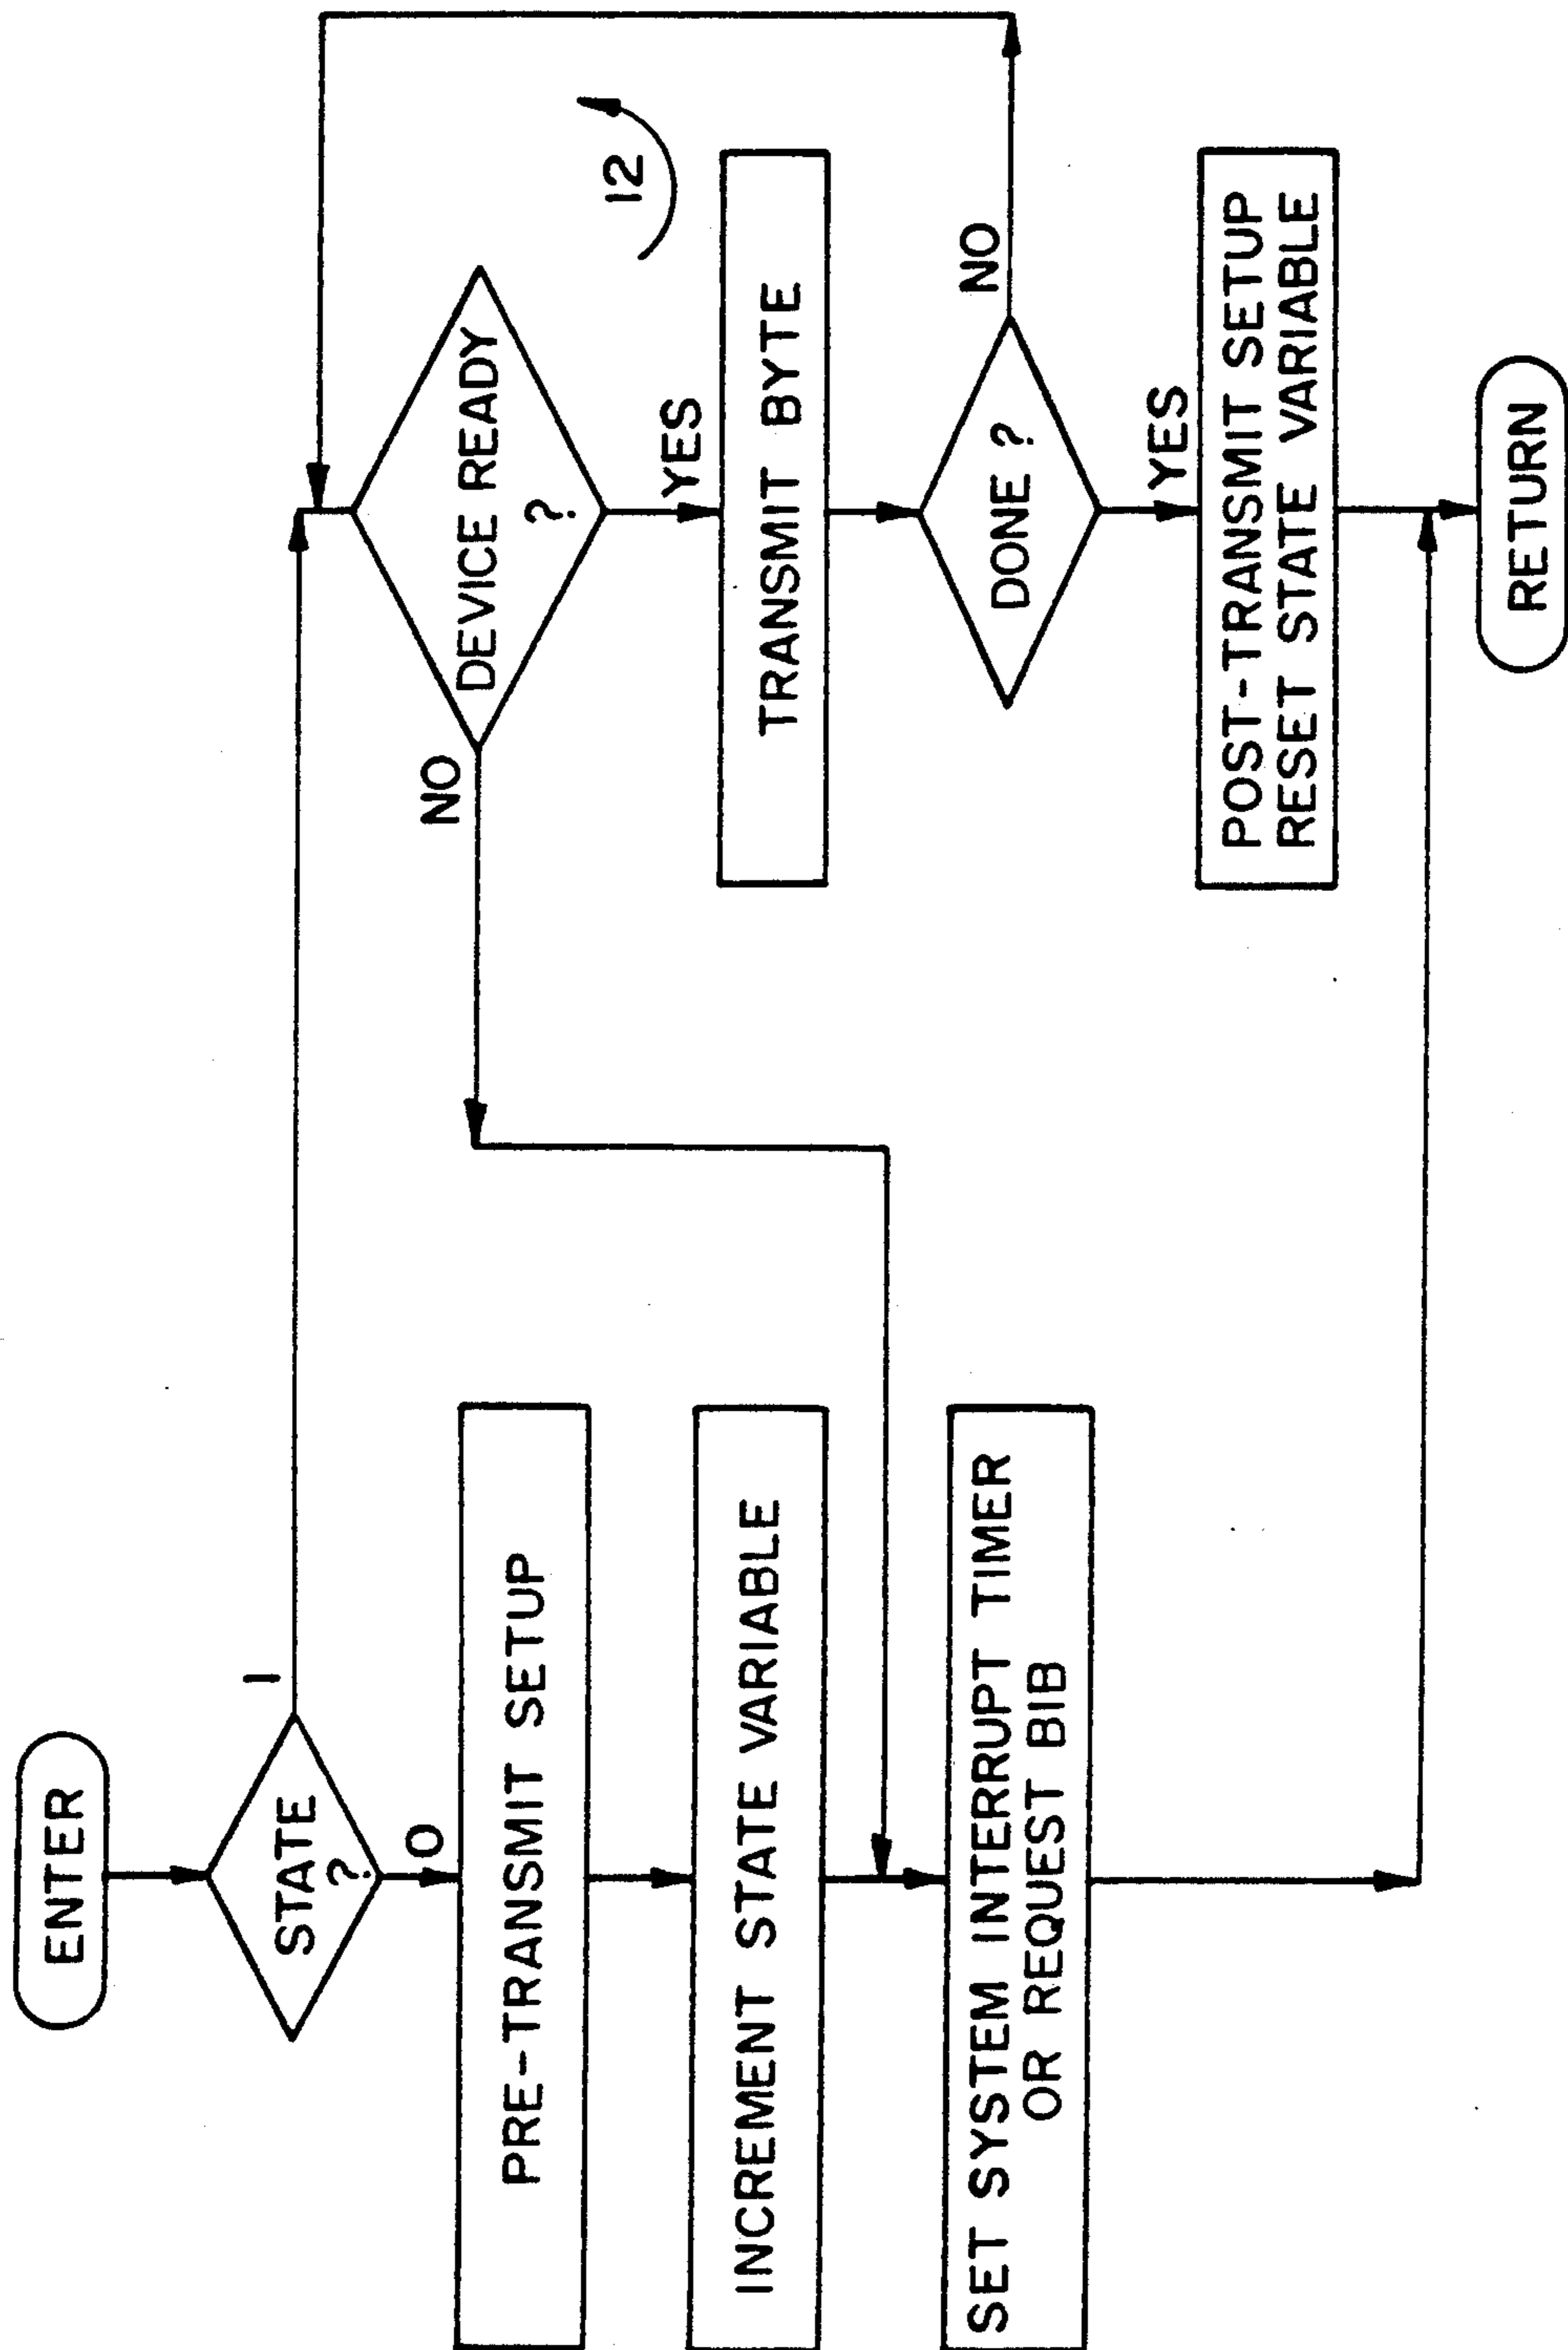 ENTER
STATE
?
1
0
PRE-TRANSMIT SETUP
INCREMENT STATE VARIABLE
SET SYSTEM INTERRUPT TIMER
OR REQUEST BIB
DEVICE READY
?
NO
YES
12
TRANSMIT BYTE
DONE ?
NO
YES
POST-TRANSMIT SETUP
RESET STATE VARIABLE
RETURN